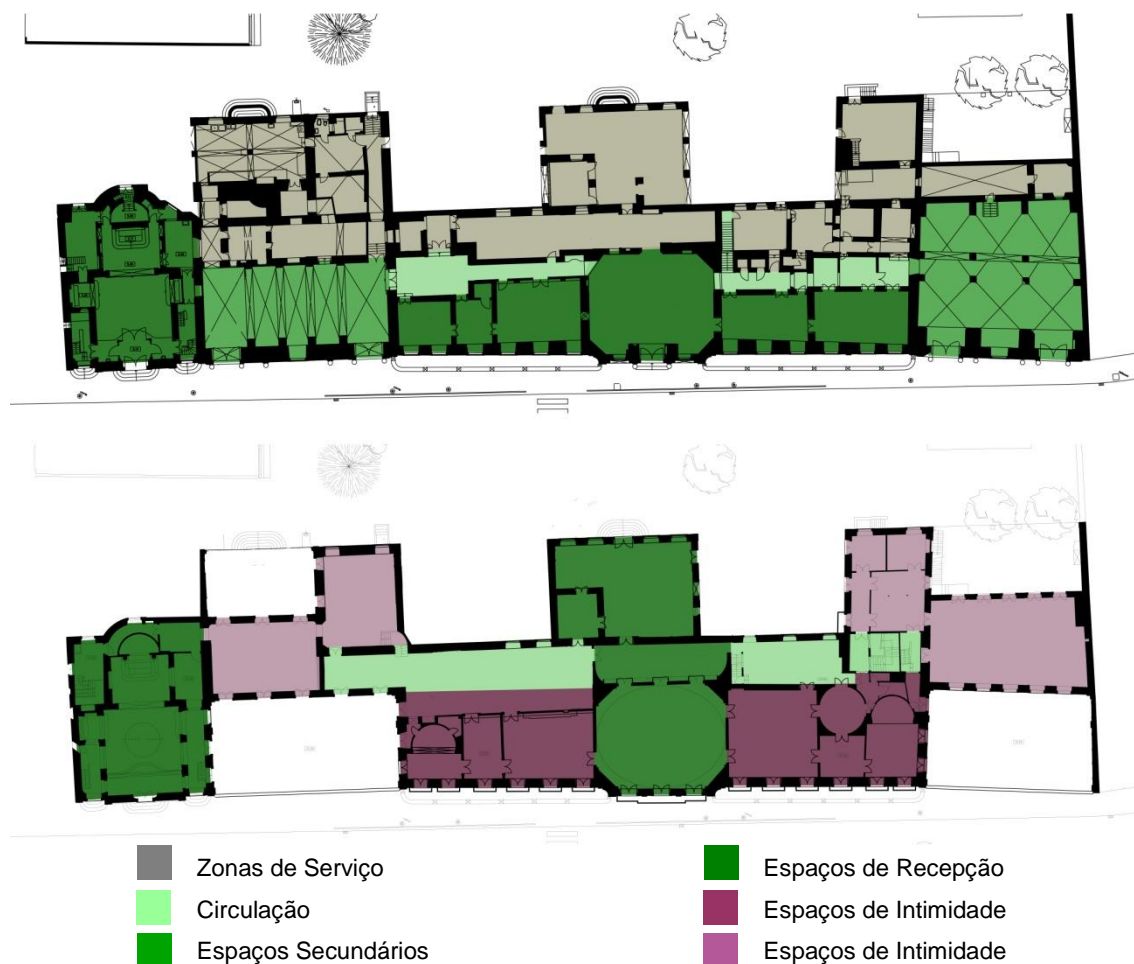 Zonas de Serviço
Espaços de Recepção
Circulação
Espaços de Intimidade
Espaços Secundários
Espaços de Intimidade